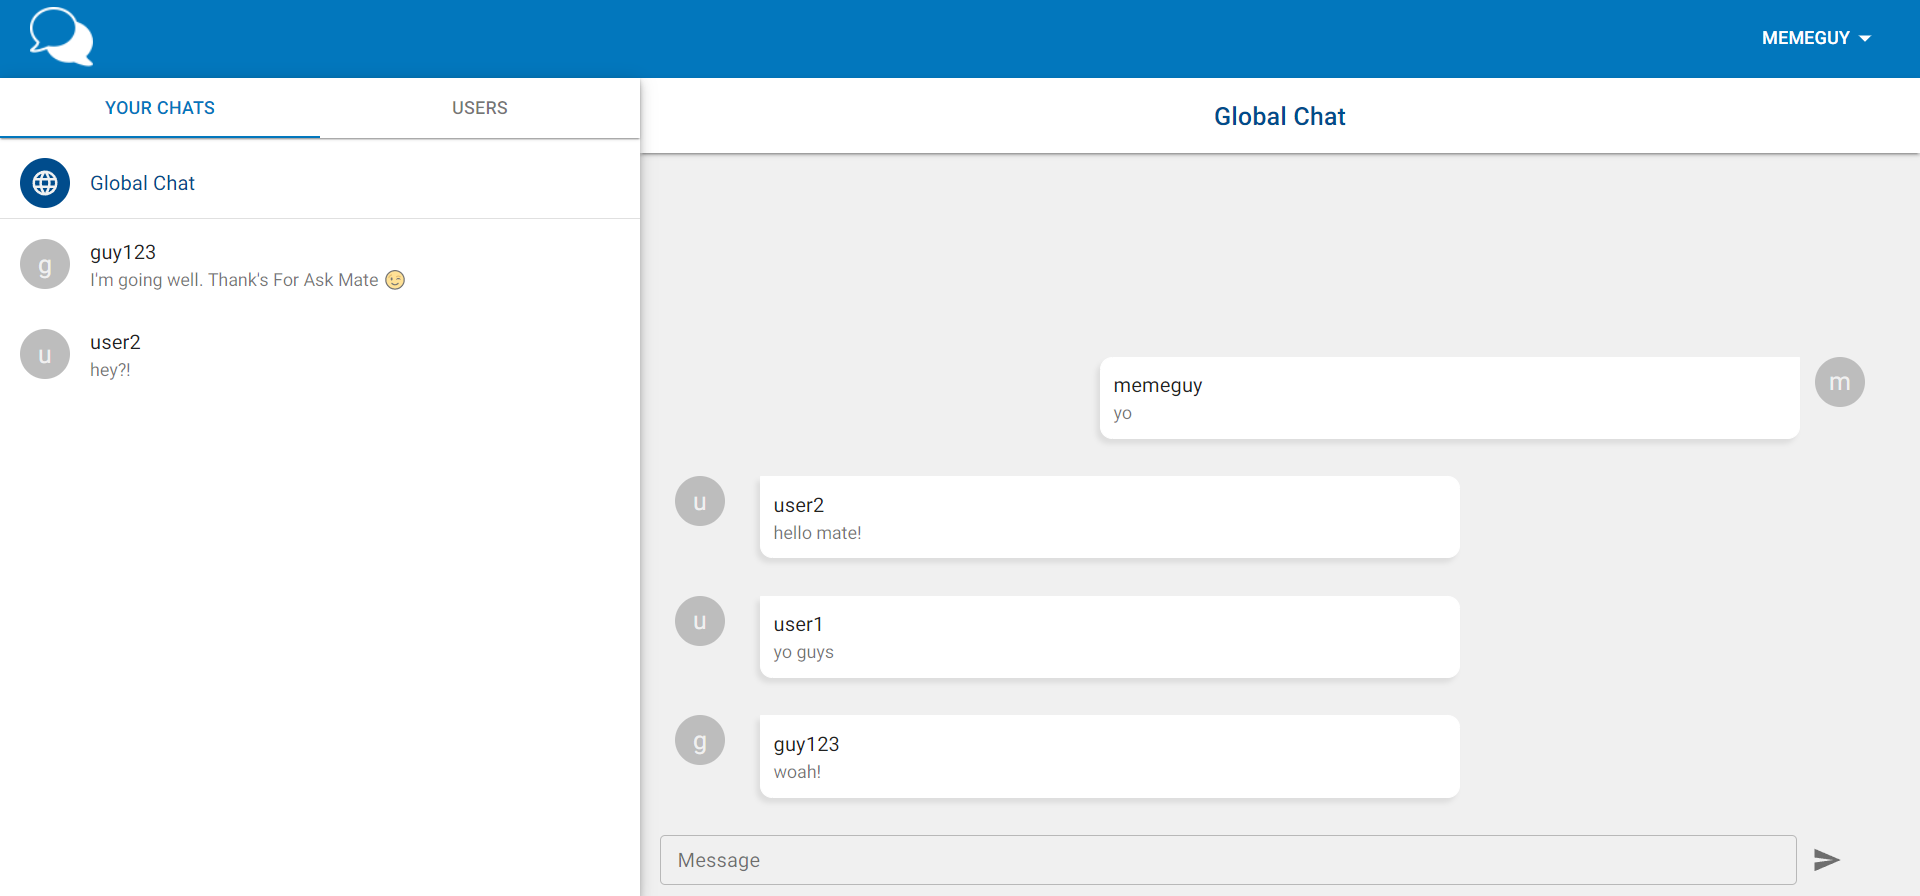 MEMEGUY
YOUR CHATS
USERS
Global Chat
g
guy123
I'm going well. Thank's For Ask Mate 😉
u
user2
hey?!
Global Chat
memeguy
yo
m
u
user2
hello mate!
u
user1
yo guys
g
guy123
woah!
Message